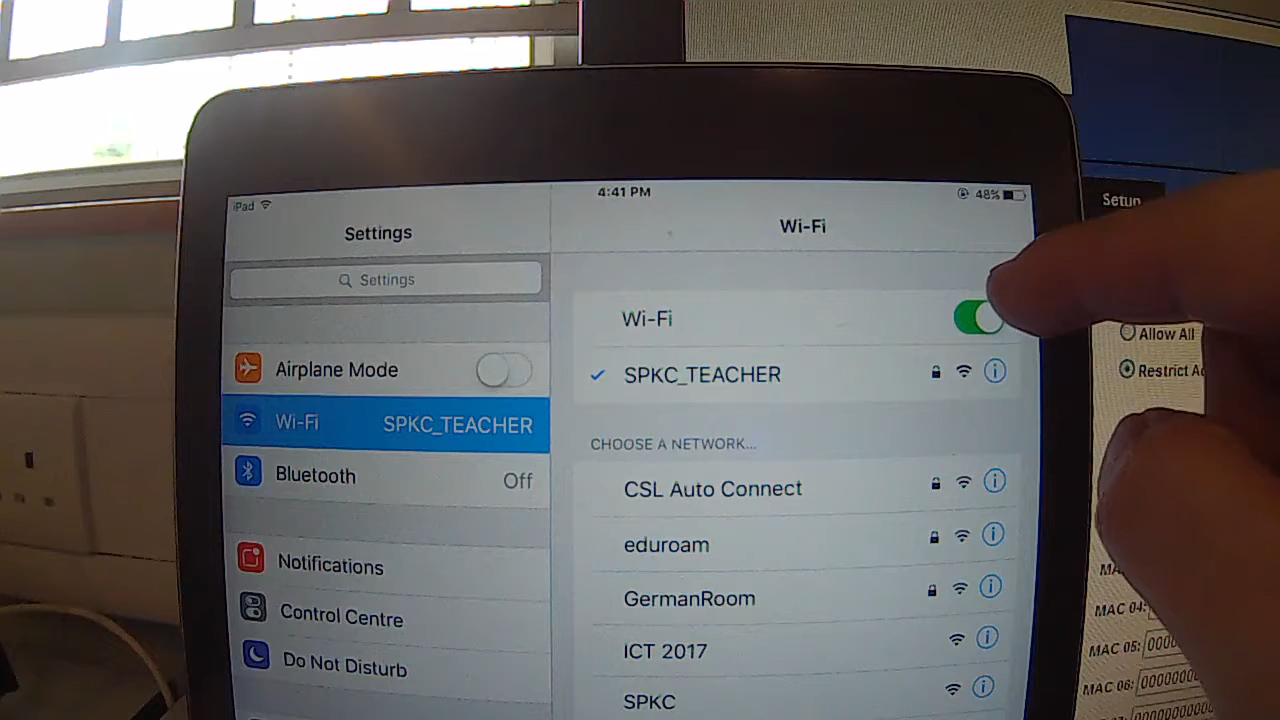 4:41 PM
iPad
48%
Settings
Wi-Fi
Setup
Settings
Wi-Fi
Allow All
Airplane Mode
Restrict
SPKC_TEACHER
Wi-Fi SPKC_TEACHER
CHOOSE A NETWORK...
Bluetooth Off
CSL Auto Connect
eduroam
Notifications
GermanRoom
Control Centre
MAC 04:
ICT 2017
MAC 05:
Do Not Disturb
SPKC
MAC 06: